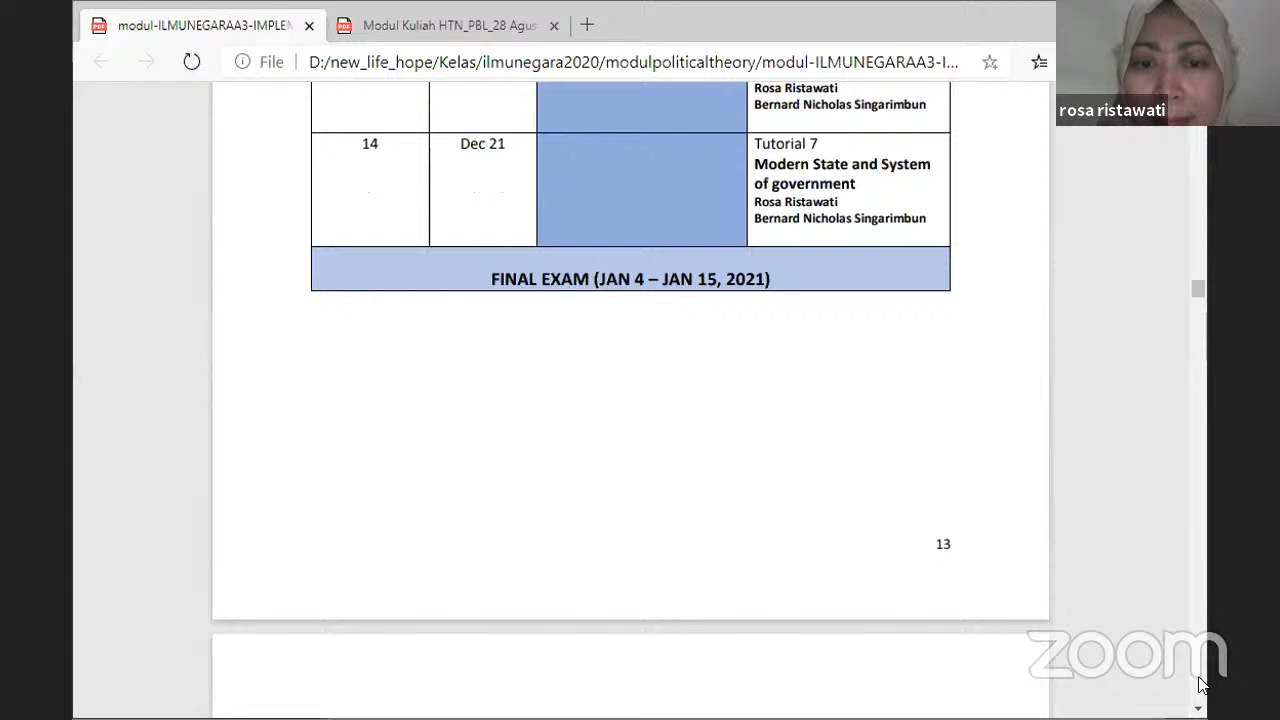 modul-ILMUNEGARAA3-IMPLEM
Modul Kuliah HTN_PBL_28 Agus
File
D:/new_life_hope/Kelas/ilmunegara2020/modulpoliticaltheory/modul-ILMUNEGARAA3-I...
rosa ristawati
Rosa Ristawati
Bernard Nicholas Singarimbun
14
Dec 21
Tutorial 7
Modern State and System
of government
Rosa Ristawati
Bernard Nicholas Singarimbun
FINAL EXAM (JAN 4 – JAN 15, 2021)
13
zoom